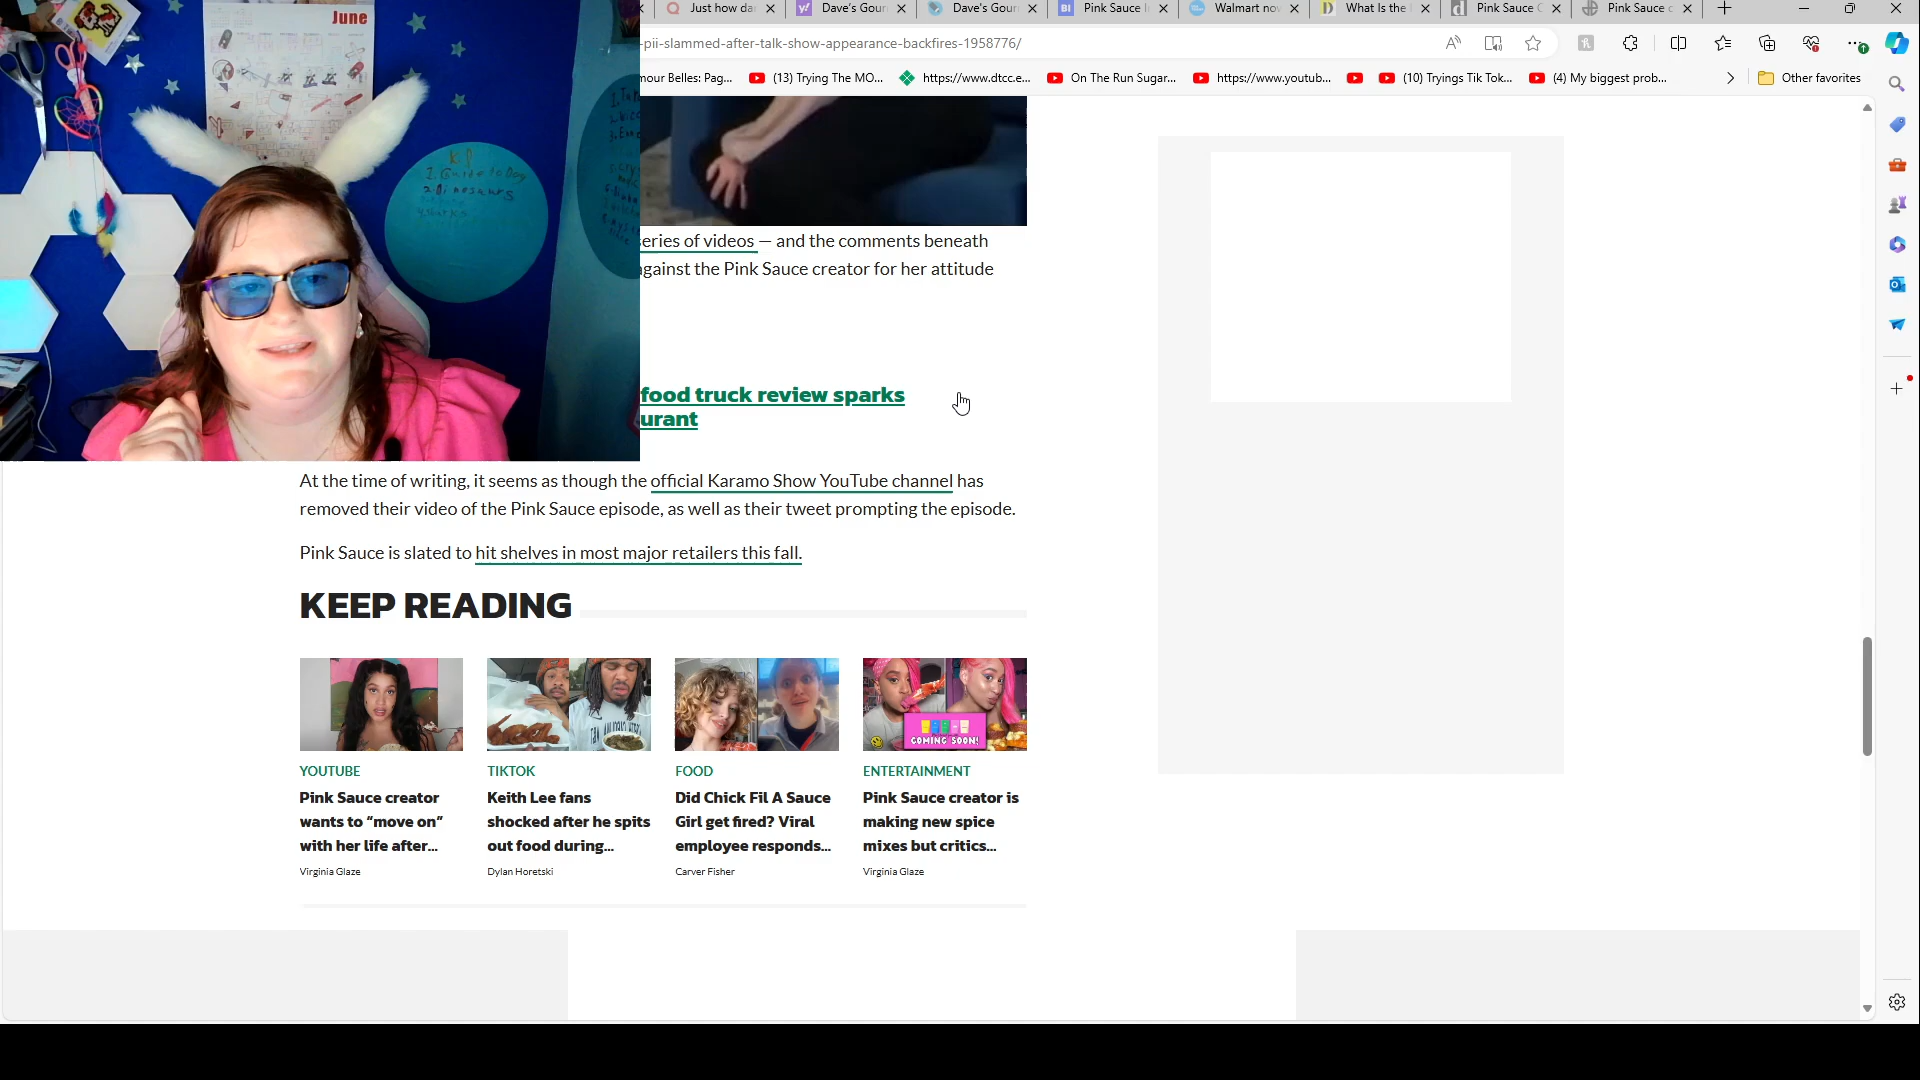 June
Just how da
Dave's Gour
Dave's Gour
Pink Sauce I
Walmart nov
What Is the
Pink Sauce C
Pink Sauce c
-pii-slammed-after-talk-show-appearance-backfires-1958776/
mour Belles: Pag...
(13) Trying The MO...
https://www.dtcc.e...
On The Run Sugar...
https://www.youtub...
(10) Tryings Tik Tok...
(4) My biggest prob...
Other favorites
K.P
1. Guide to Day
2. Dinosaurs
eries of videos — and the comments beneath
gainst the Pink Sauce creator for her attitude
food truck review sparks
urant
At the time of writing, it seems as though the official Karamo Show YouTube channel has
removed their video of the Pink Sauce episode, as well as their tweet prompting the episode.
Pink Sauce is slated to hit shelves in most major retailers this fall.
KEEP READING
COMING SOON!
YOUTUBE
Pink Sauce creator
wants to “move on”
with her life after...
Virginia Glaze
TIKTOK
Keith Lee fans
shocked after he spits
out food during...
Dylan Horetski
FOOD
Did Chick Fil A Sauce
Girl get fired? Viral
employee responds...
Carver Fisher
ENTERTAINMENT
Pink Sauce creator is
making new spice
mixes but critics...
Virginia Glaze